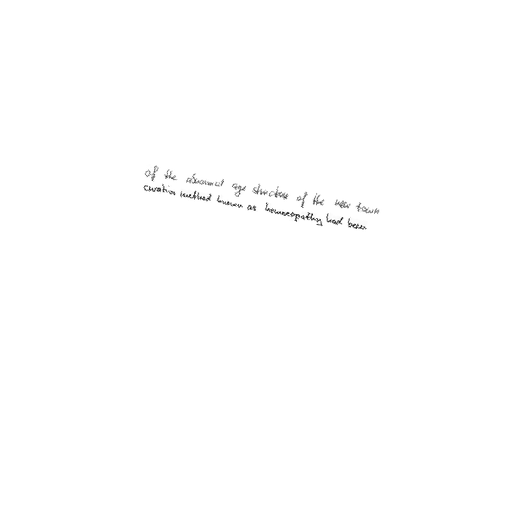 of the abnormal age structure of the new town
curative method known as homoeopathy had been